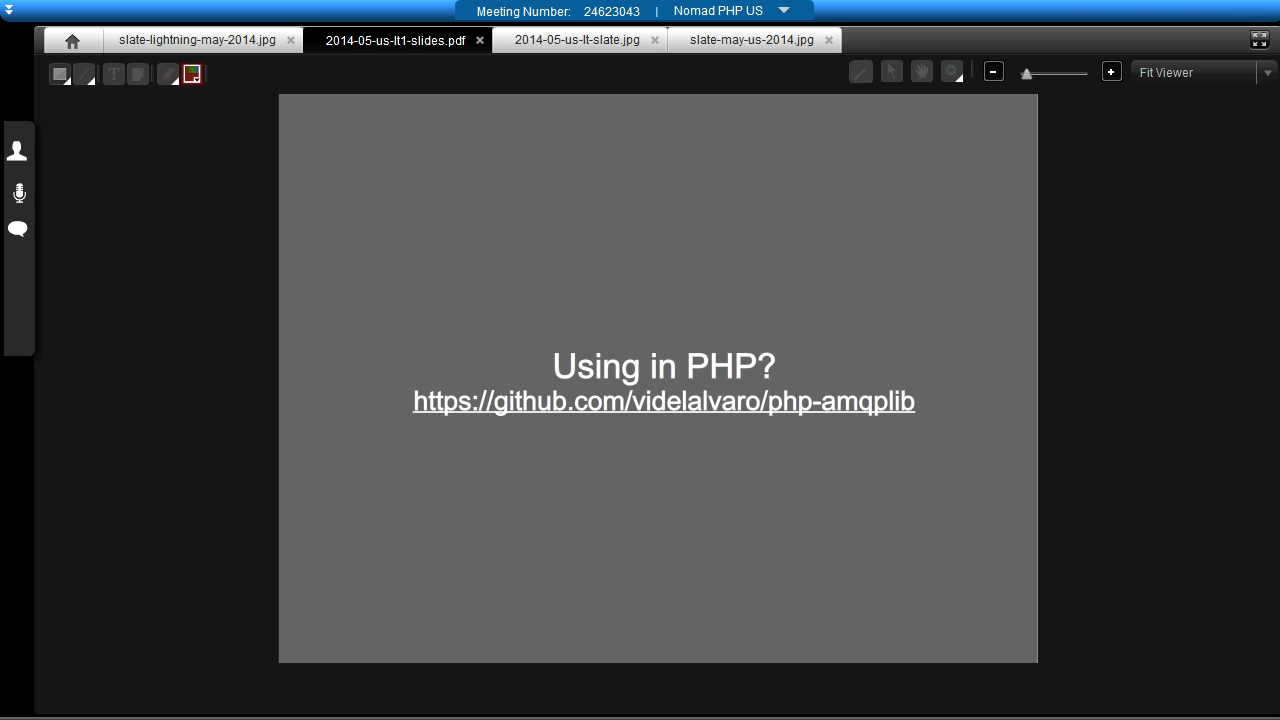 Meeting Number: 24623043 | Nomad PHP US
slate-lightning-may-2014.jpg
2014-05-us-lt1-slides.pdf
2014-05-us-lt-slate.jpg
slate-may-us-2014.jpg
T
Fit Viewer
Using in PHP?
https://github.com/videlalvaro/php-amqplib